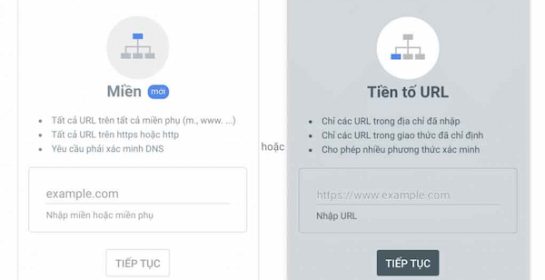 Miền mới
Tất cả URL trên tất cả miền phụ (m., www. ...)
Tất cả URL trên https hoặc http
Yêu cầu phải xác minh DNS
example.com
Nhập miền hoặc miền phụ
TIẾP TỤC
hoặc
Tiền tố URL
Chỉ các URL trong địa chỉ đã nhập
Chỉ các URL trong giao thức đã chỉ định
Cho phép nhiều phương thức xác minh
https://www.example.com
Nhập URL
TIẾP TỤC